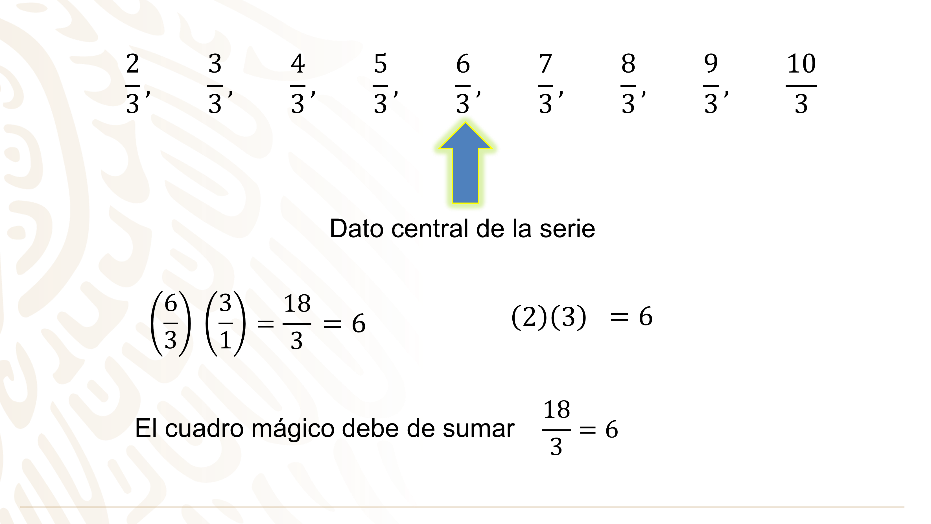 2/3, 3/3, 4/3, 5/3, 6/3, 7/3, 8/3, 9/3, 10/3
Dato central de la serie
(6/3) (3/1) = 18/3 = 6
(2)(3) = 6
El cuadro mágico debe de sumar 18/3 = 6